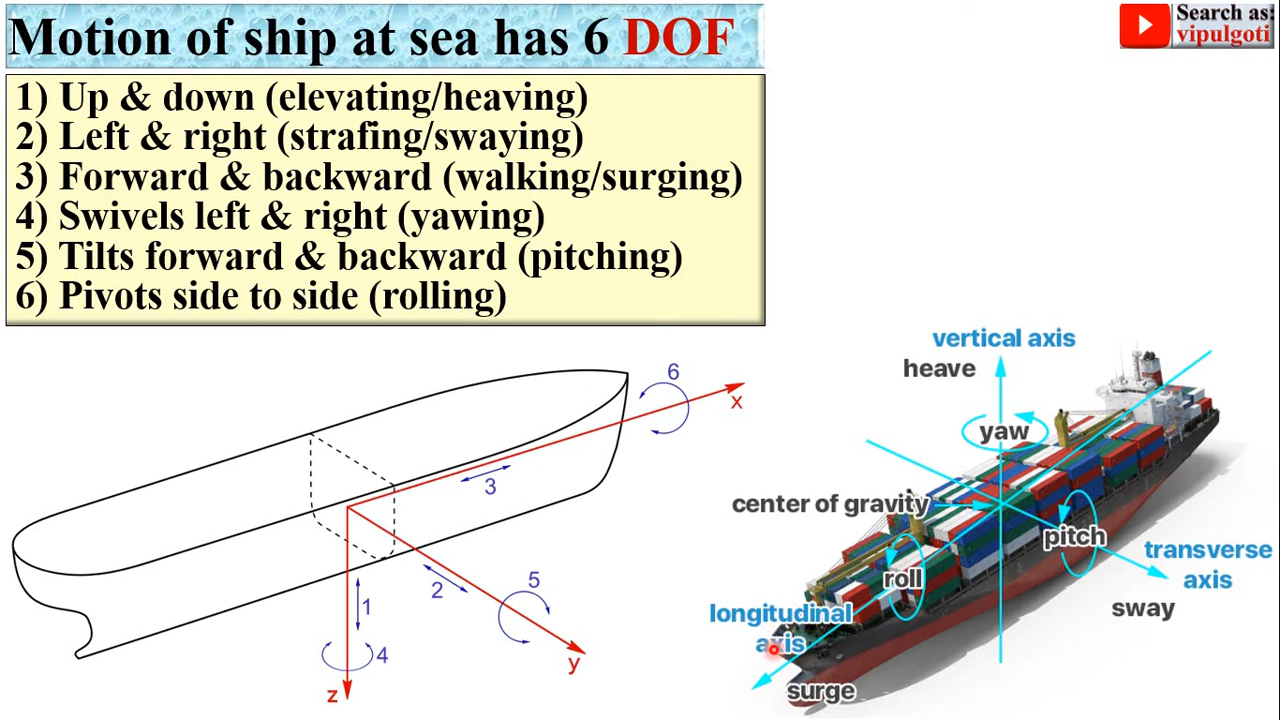 Motion of ship at sea has 6 DOF
Search as:
vipulgoti
1) Up & down (elevating/heaving)
2) Left & right (strafing/swaying)
3) Forward & backward (walking/surging)
4) Swivels left & right (yawing)
5) Tilts forward & backward (pitching)
6) Pivots side to side (rolling)
6
x
3
5
2
1
4
y
z
vertical axis
heave
yaw
center of gravity
pitch
transverse
axis
roll
sway
longitudinal
axis
surge